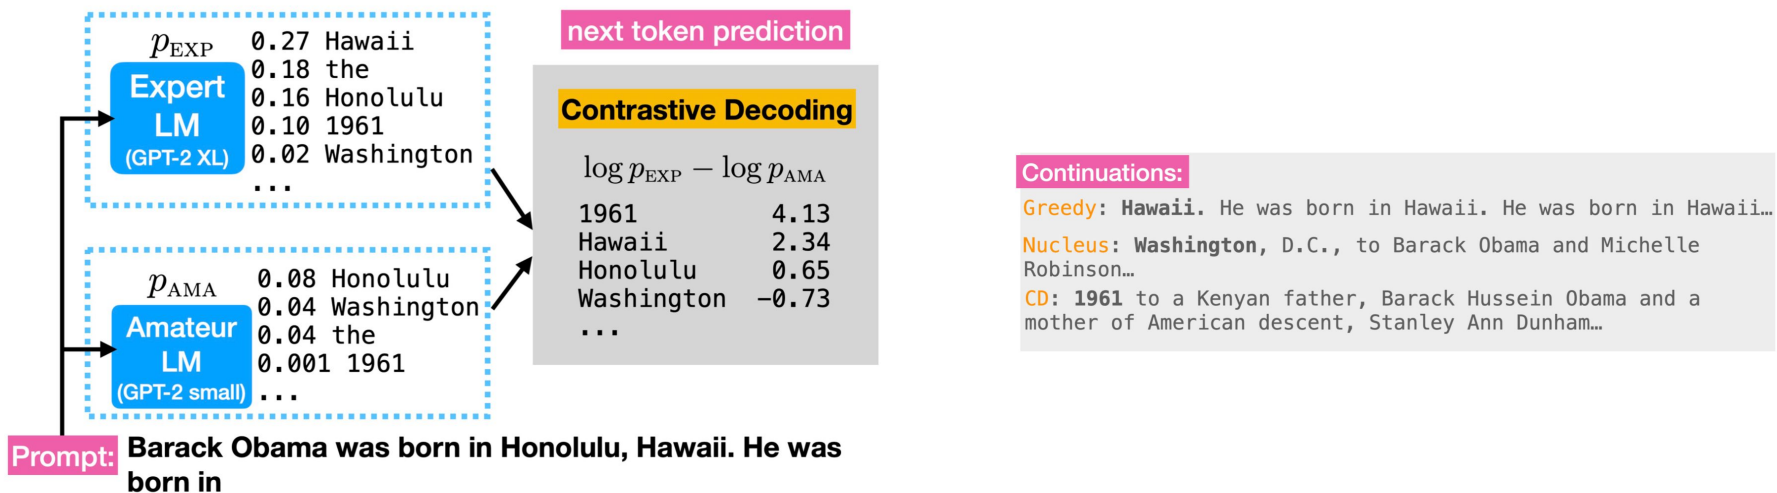 p_EXP
Expert
LM
(GPT-2 XL)
0.27 Hawaii
0.18 the
0.16 Honolulu
0.10 1961
0.02 Washington
...
p_AMA
Amateur
LM
(GPT-2 small)
0.08 Honolulu
0.04 Washington
0.04 the
0.001 1961
...
Prompt: Barack Obama was born in Honolulu, Hawaii. He was
born in
next token prediction
Contrastive Decoding
log p_EXP − log p_AMA
1961 4.13
Hawaii 2.34
Honolulu 0.65
Washington −0.73
...
Continuations:
Greedy: Hawaii. He was born in Hawaii. He was born in Hawaii…
Nucleus: Washington, D.C., to Barack Obama and Michelle
Robinson…
CD: 1961 to a Kenyan father, Barack Hussein Obama and a
mother of American descent, Stanley Ann Dunham…